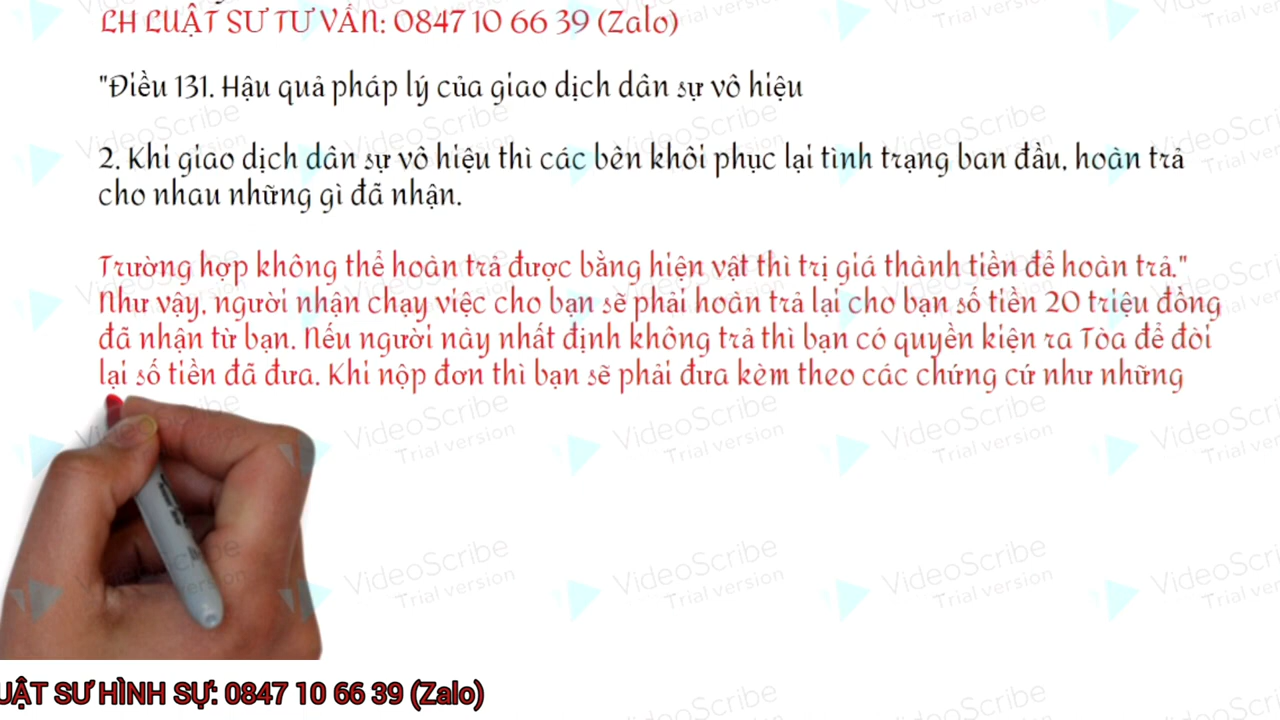 LH LUẬT SƯ TƯ VẤN: 0847 10 66 39 (Zalo)
"Điều 131. Hậu quả pháp lý của giao dịch dân sự vô hiệu
2. Khi giao dịch dân sự vô hiệu thì các bên khôi phục lại tình trạng ban đầu, hoàn trả
cho nhau những gì đã nhận.
Trường hợp không thể hoàn trả được bằng hiện vật thì trị giá thành tiền để hoàn trả."
Như vậy, người nhận chạy việc cho bạn sẽ phải hoàn trả lại cho bạn số tiền 20 triệu đồng
đã nhận từ bạn. Nếu người này nhất định không trả thì bạn có quyền kiện ra Tòa để đòi
lại số tiền đã đưa. Khi nộp đơn thì bạn sẽ phải đưa kèm theo các chứng cứ như những
UẬT SƯ HÌNH SỰ: 0847 10 66 39 (Zalo)
VideoScribe
Trial version